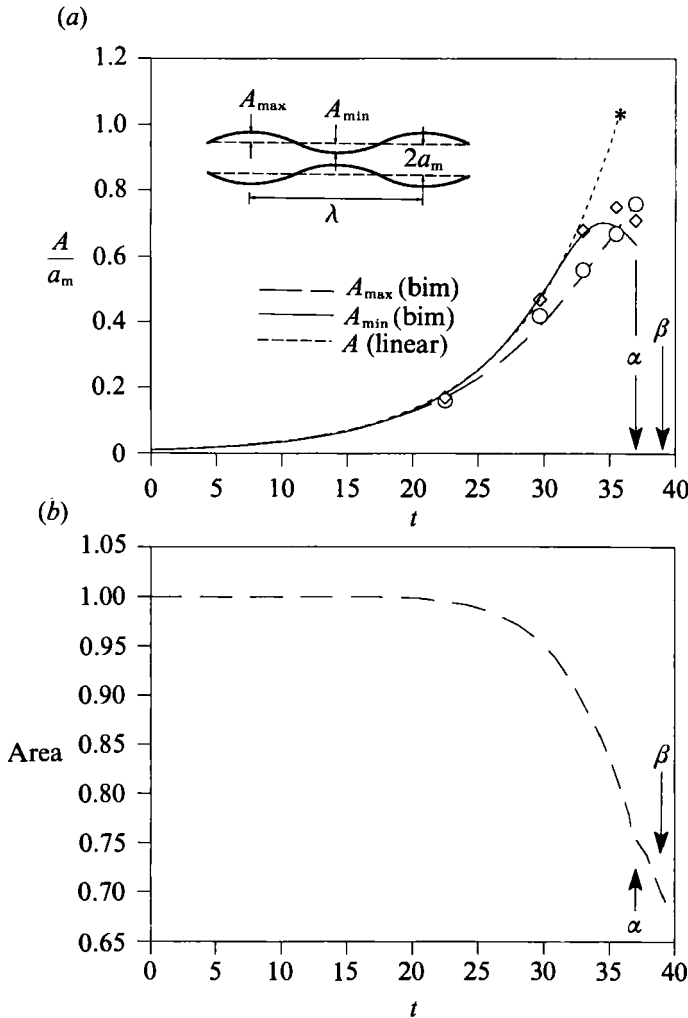 (a)
1.2
1.0
0.8
0.6
0.4
0.2
0
A/a_m
A_max
A_min
2a_m
λ
A_max (bim)
A_min (bim)
A (linear)
*
α
β
0 5 10 15 20 25 30 35 40
t
(b)
1.05
1.00
0.95
0.90
0.85
0.80
0.75
0.70
0.65
Area
β
α
0 5 10 15 20 25 30 35 40
t